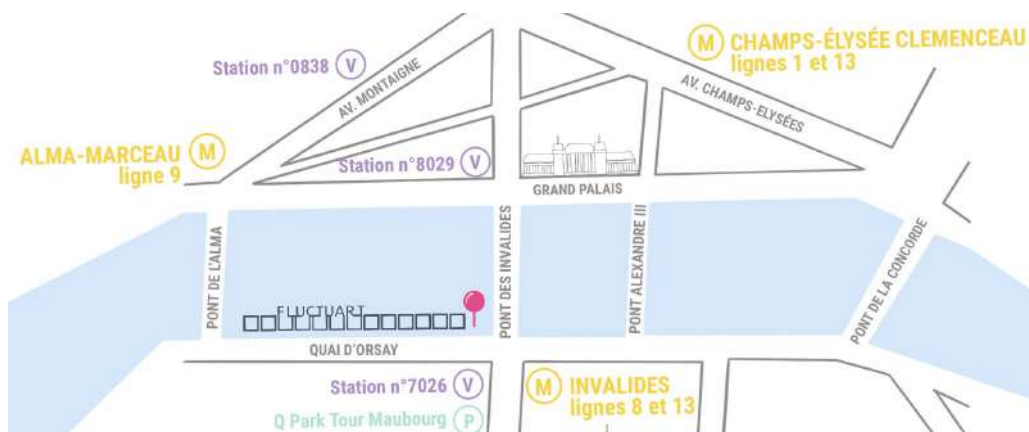 M CHAMPS-ÉLYSÉE CLEMENCEAU
lignes 1 et 13
Station n°0838 V
AV. MONTAIGNE
AV. CHAMPS-ELYSÉES
ALMA-MARCEAU M
ligne 9
Station n°8029 V
GRAND PALAIS
PONT DE L'ALMA
PONT DES INVALIDES
PONT ALEXANDRE III
PONT DE LA CONCORDE
FLUCTUART
QUAI D'ORSAY
Station n°7026 V
M INVALIDES
lignes 8 et 13
Q Park Tour Maubourg P